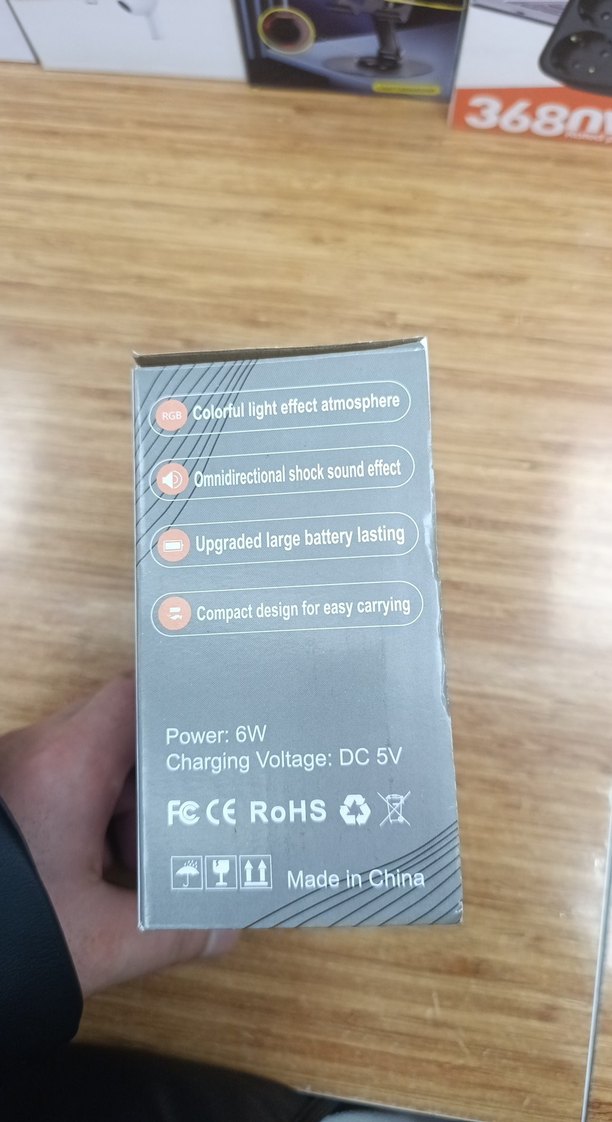 368
RGB Colorful light effect atmosphere
Omnidirectional shock sound effect
Upgraded large battery lasting
Compact design for easy carrying
Power: 6W
Charging Voltage: DC 5V
FC CE RoHS
Made in China